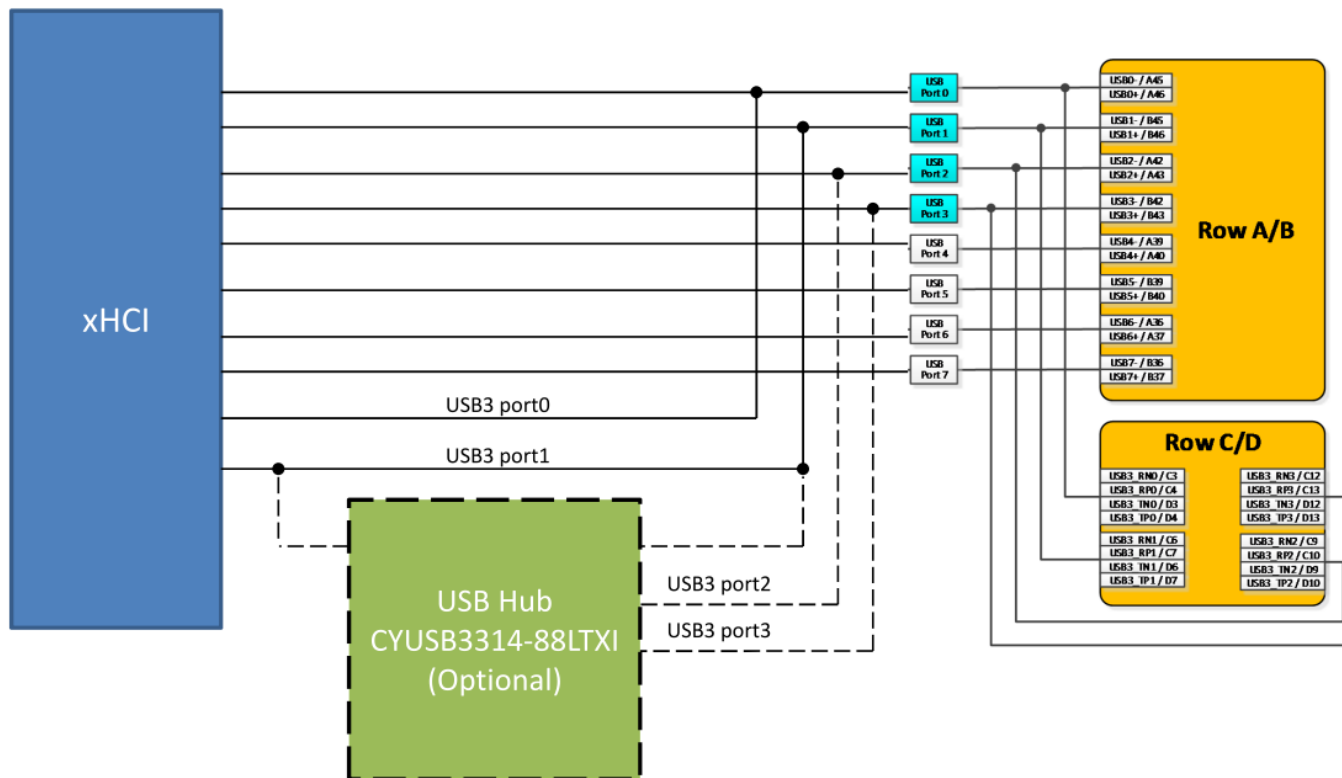 xHCI
USB3 port0
USB3 port1
USB Hub
CYUSB3314-88LTXI
(Optional)
USB3 port2
USB3 port3
USB
Port 0
USB
Port 1
USB
Port 2
USB
Port 3
USB
Port 4
USB
Port 5
USB
Port 6
USB
Port 7
Row A/B
USB0- / A45
USB0+ / A46
USB1- / B45
USB1+ / B46
USB2- / A42
USB2+ / A43
USB3- / B42
USB3+ / B43
USB4- / A39
USB4+ / A40
USB5- / B39
USB5+ / B40
USB6- / A36
USB6+ / A37
USB7- / B36
USB7+ / B37
Row C/D
USB3_RN0 / C3
USB3_RP0 / C4
USB3_TN0 / D3
USB3_TP0 / D4
USB3_RN1 / C6
USB3_RP1 / C7
USB3_TN1 / D6
USB3_TP1 / D7
USB3_RN3 / C12
USB3_RP3 / C13
USB3_TN3 / D12
USB3_TP3 / D13
USB3_RN2 / C9
USB3_RP2 / C10
USB3_TN2 / D9
USB3_TP2 / D10